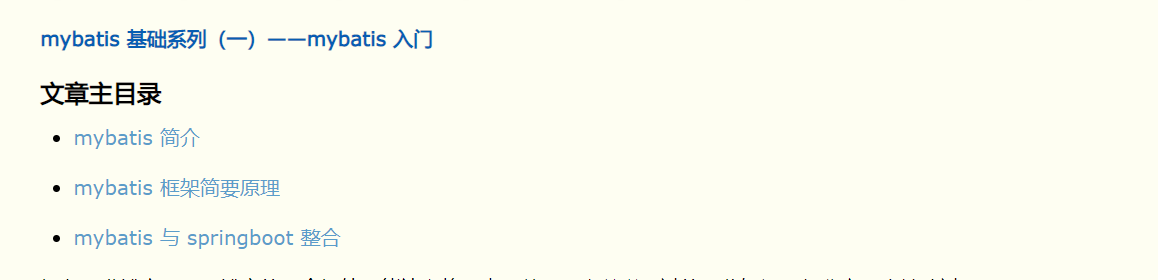 mybatis 基础系列（一）——mybatis 入门
文章主目录
mybatis 简介
mybatis 框架简要原理
mybatis 与 springboot 整合